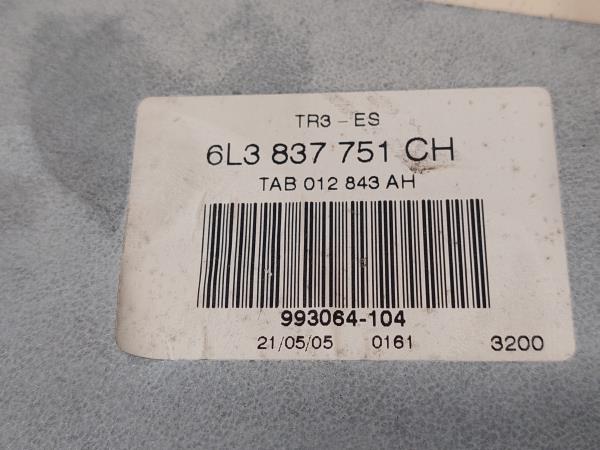 TR3 - ES
6L3 837 751 CH
TAB 012 843 AH
993064-104
21/05/05 0161 3200